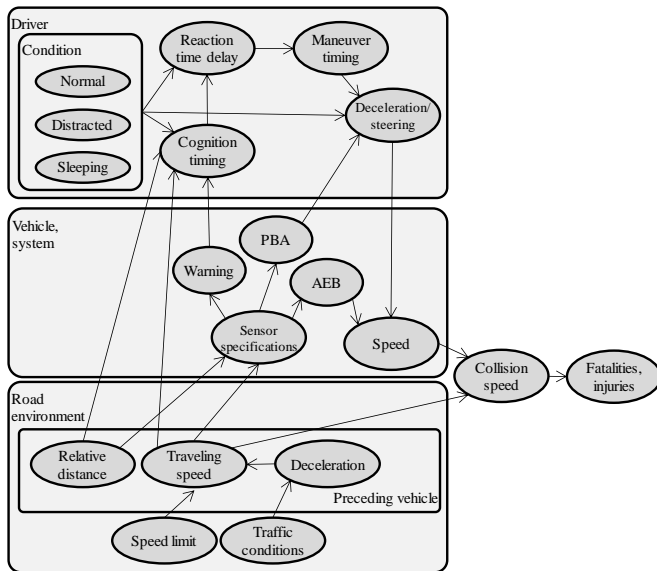 Driver
Condition
Normal
Distracted
Sleeping
Reaction
time delay
Maneuver
timing
Deceleration/
steering
Cognition
timing
Vehicle,
system
PBA
Warning
AEB
Sensor
specifications
Speed
Collision
speed
Fatalities,
injuries
Road
environment
Relative
distance
Traveling
speed
Deceleration
Preceding vehicle
Speed limit
Traffic
conditions